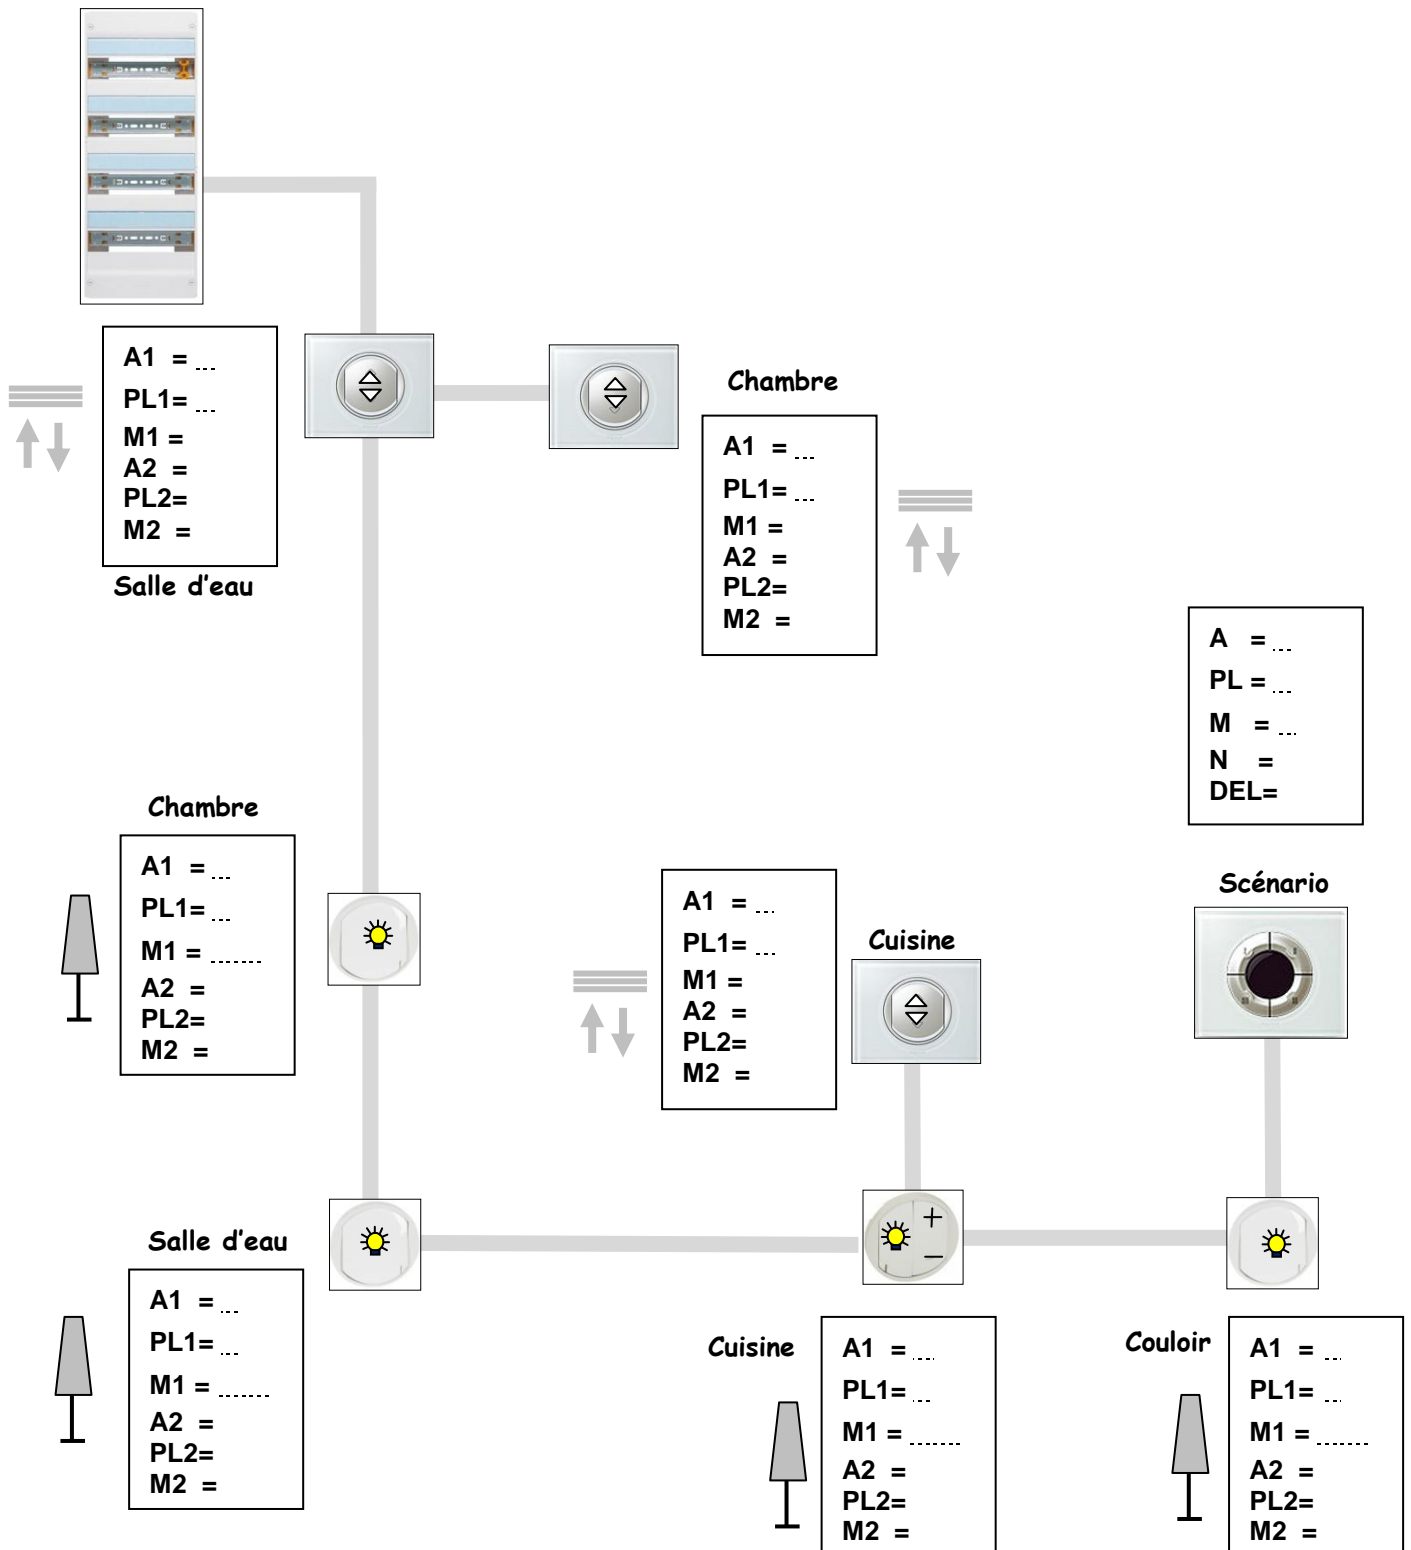 A1 = ...
PL1= ...
M1 =
A2 =
PL2=
M2 =
Salle d'eau
Chambre
A1 = ...
PL1= ...
M1 =
A2 =
PL2=
M2 =
A = ...
PL = ...
M = ...
N =
DEL=
Chambre
A1 = ...
PL1= ...
M1 = ......
A2 =
PL2=
M2 =
A1 = ...
PL1= ...
M1 =
A2 =
PL2=
M2 =
Cuisine
Scénario
+
–
Salle d'eau
A1 = ...
PL1= ...
M1 = ......
A2 =
PL2=
M2 =
Cuisine
A1 = ...
PL1= ...
M1 = ......
A2 =
PL2=
M2 =
Couloir
A1 = ...
PL1= ...
M1 = ......
A2 =
PL2=
M2 =